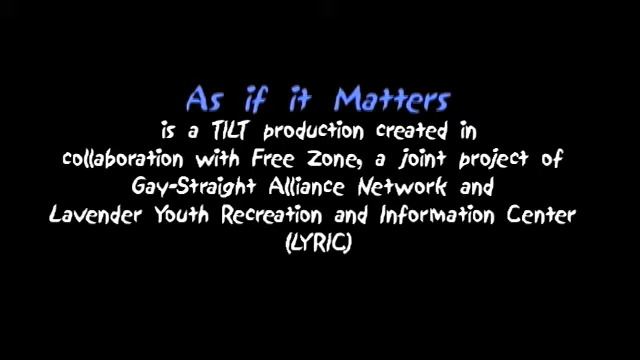 As if it Matters
is a TILT production created in
collaboration with Free Zone, a joint project of
Gay-Straight Alliance Network and
Lavender Youth Recreation and Information Center
(LYRIC)